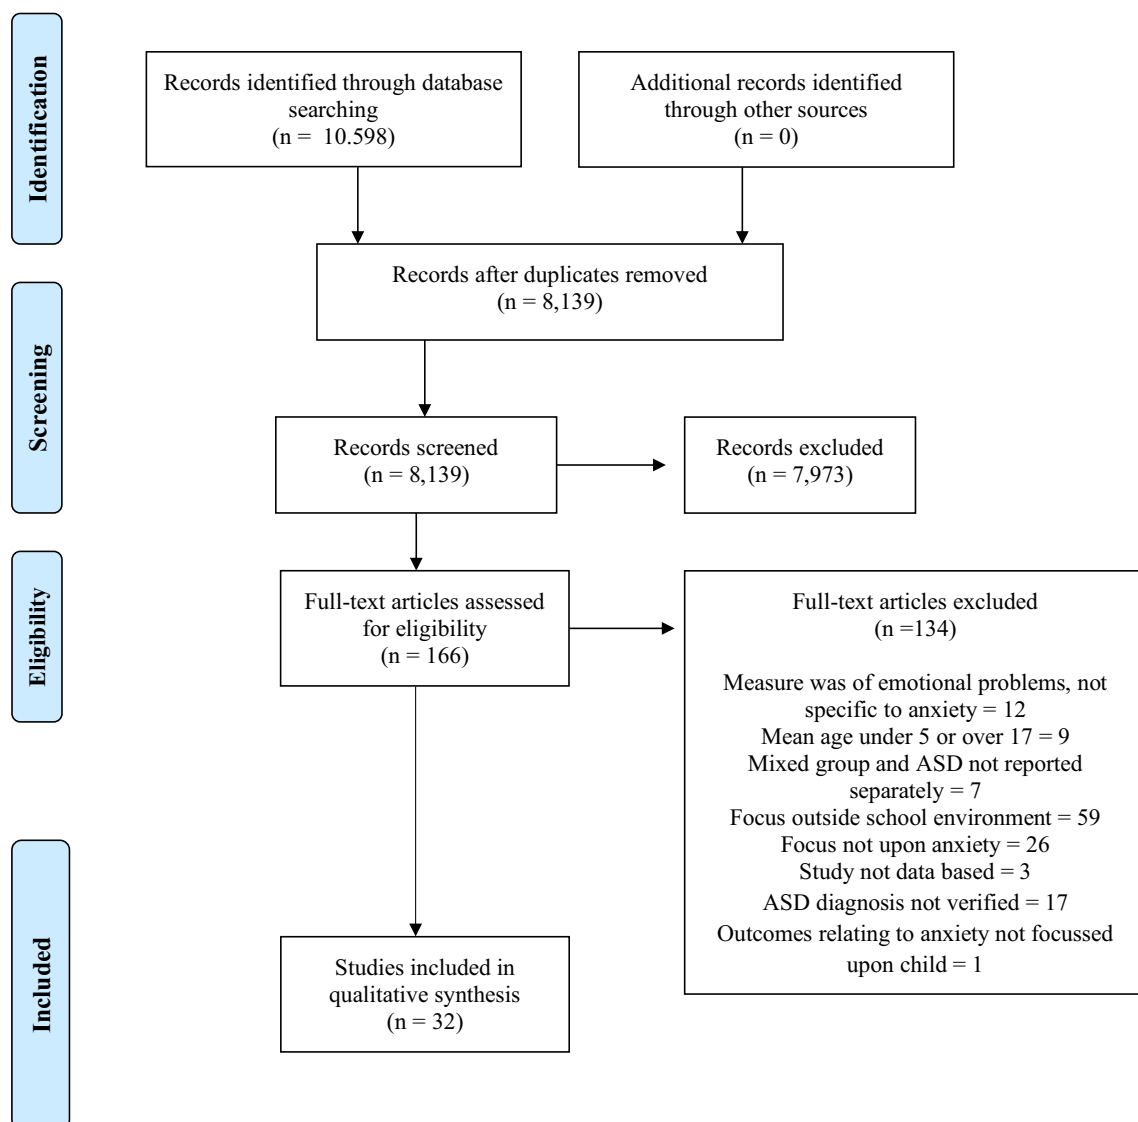 Identification
Records identified through database
searching
(n =  10.598)
Additional records identified
through other sources
(n = 0)
Records after duplicates removed
(n = 8,139)
Screening
Records screened
(n = 8,139)
Records excluded
(n = 7,973)
Eligibility
Full-text articles assessed
for eligibility
(n = 166)
Full-text articles excluded
(n =134)
Measure was of emotional problems, not
specific to anxiety = 12
Mean age under 5 or over 17 = 9
Mixed group and ASD not reported
separately = 7
Focus outside school environment = 59
Focus not upon anxiety = 26
Study not data based = 3
ASD diagnosis not verified = 17
Outcomes relating to anxiety not focussed
upon child = 1
Included
Studies included in
qualitative synthesis
(n = 32)